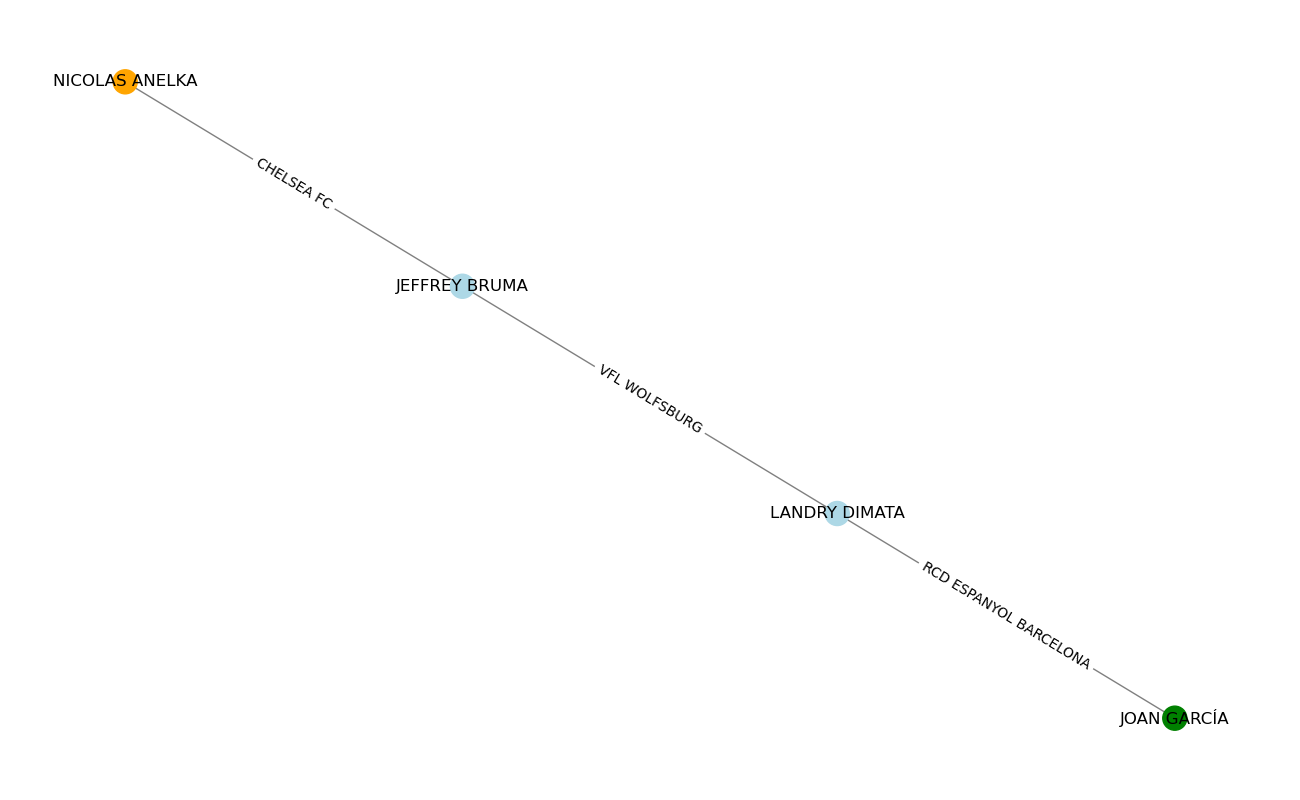 NICOLAS ANELKA
CHELSEA FC
JEFFREY BRUMA
VFL WOLFSBURG
LANDRY DIMATA
RCD ESPANYOL BARCELONA
JOAN GARCÍA